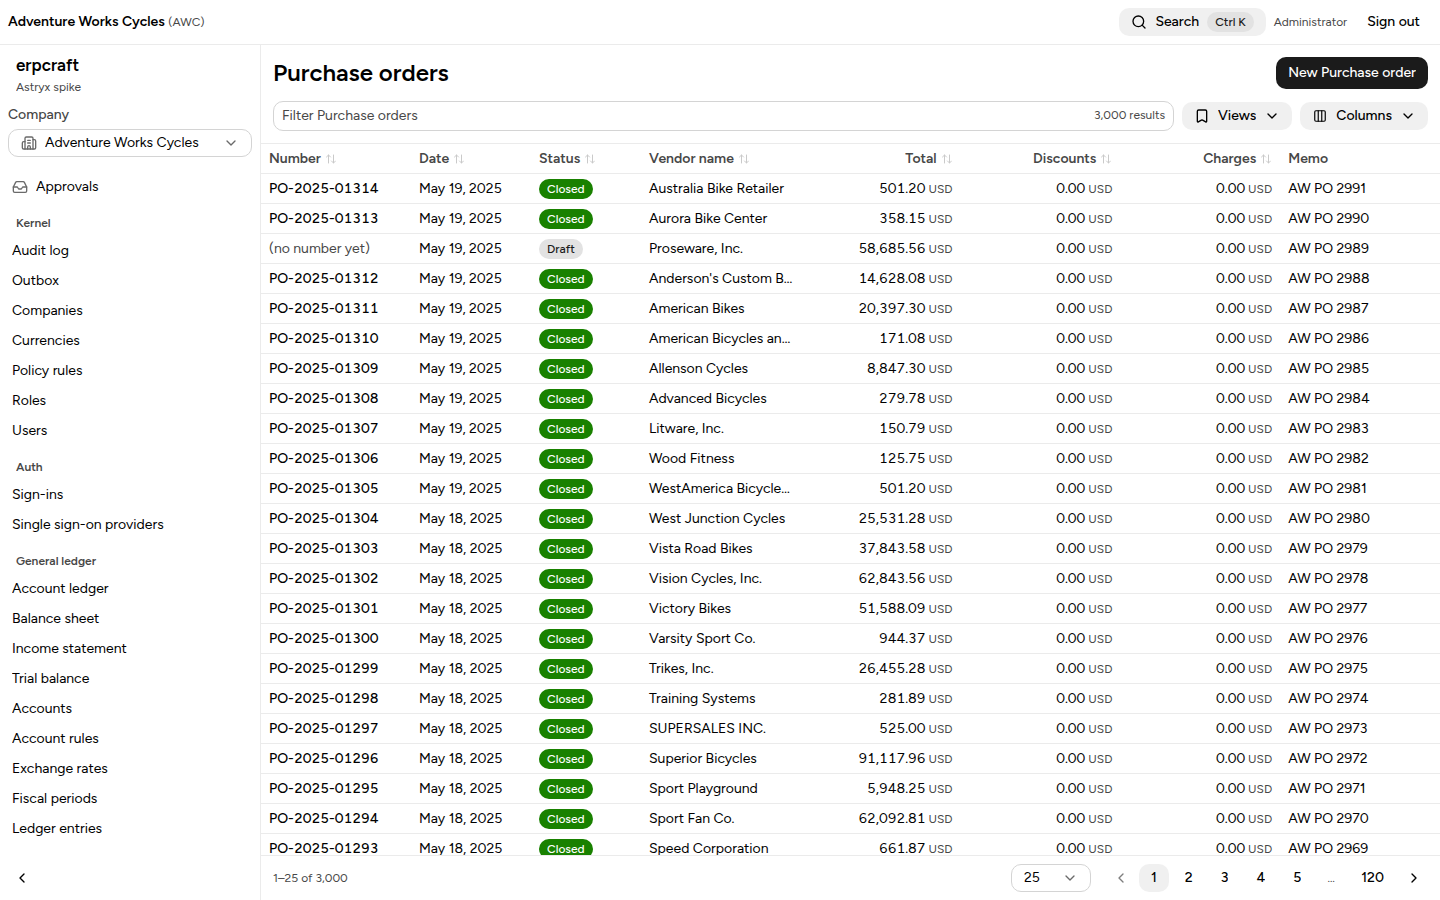 Adventure Works Cycles (AWC)
Search Ctrl K Administrator Sign out
erpcraft
Astryx spike
Company
Adventure Works Cycles
Approvals
Kernel
Audit log
Outbox
Companies
Currencies
Policy rules
Roles
Users
Auth
Sign-ins
Single sign-on providers
General ledger
Account ledger
Balance sheet
Income statement
Trial balance
Accounts
Account rules
Exchange rates
Fiscal periods
Ledger entries
Purchase orders
New Purchase order
Filter Purchase orders 3,000 results Views Columns
Number Date Status Vendor name Total Discounts Charges Memo
PO-2025-01314 May 19, 2025 Closed Australia Bike Retailer 501.20 USD 0.00 USD 0.00 USD AW PO 2991
PO-2025-01313 May 19, 2025 Closed Aurora Bike Center 358.15 USD 0.00 USD 0.00 USD AW PO 2990
(no number yet) May 19, 2025 Draft Proseware, Inc. 58,685.56 USD 0.00 USD 0.00 USD AW PO 2989
PO-2025-01312 May 19, 2025 Closed Anderson's Custom B... 14,628.08 USD 0.00 USD 0.00 USD AW PO 2988
PO-2025-01311 May 19, 2025 Closed American Bikes 20,397.30 USD 0.00 USD 0.00 USD AW PO 2987
PO-2025-01310 May 19, 2025 Closed American Bicycles an... 171.08 USD 0.00 USD 0.00 USD AW PO 2986
PO-2025-01309 May 19, 2025 Closed Allenson Cycles 8,847.30 USD 0.00 USD 0.00 USD AW PO 2985
PO-2025-01308 May 19, 2025 Closed Advanced Bicycles 279.78 USD 0.00 USD 0.00 USD AW PO 2984
PO-2025-01307 May 19, 2025 Closed Litware, Inc. 150.79 USD 0.00 USD 0.00 USD AW PO 2983
PO-2025-01306 May 19, 2025 Closed Wood Fitness 125.75 USD 0.00 USD 0.00 USD AW PO 2982
PO-2025-01305 May 19, 2025 Closed WestAmerica Bicycle... 501.20 USD 0.00 USD 0.00 USD AW PO 2981
PO-2025-01304 May 18, 2025 Closed West Junction Cycles 25,531.28 USD 0.00 USD 0.00 USD AW PO 2980
PO-2025-01303 May 18, 2025 Closed Vista Road Bikes 37,843.58 USD 0.00 USD 0.00 USD AW PO 2979
PO-2025-01302 May 18, 2025 Closed Vision Cycles, Inc. 62,843.56 USD 0.00 USD 0.00 USD AW PO 2978
PO-2025-01301 May 18, 2025 Closed Victory Bikes 51,588.09 USD 0.00 USD 0.00 USD AW PO 2977
PO-2025-01300 May 18, 2025 Closed Varsity Sport Co. 944.37 USD 0.00 USD 0.00 USD AW PO 2976
PO-2025-01299 May 18, 2025 Closed Trikes, Inc. 26,455.28 USD 0.00 USD 0.00 USD AW PO 2975
PO-2025-01298 May 18, 2025 Closed Training Systems 281.89 USD 0.00 USD 0.00 USD AW PO 2974
PO-2025-01297 May 18, 2025 Closed SUPERSALES INC. 525.00 USD 0.00 USD 0.00 USD AW PO 2973
PO-2025-01296 May 18, 2025 Closed Superior Bicycles 91,117.96 USD 0.00 USD 0.00 USD AW PO 2972
PO-2025-01295 May 18, 2025 Closed Sport Playground 5,948.25 USD 0.00 USD 0.00 USD AW PO 2971
PO-2025-01294 May 18, 2025 Closed Sport Fan Co. 62,092.81 USD 0.00 USD 0.00 USD AW PO 2970
PO-2025-01293 May 18, 2025 Closed Speed Corporation 661.87 USD 0.00 USD 0.00 USD AW PO 2969
1–25 of 3,000 25 1 2 3 4 5 ... 120